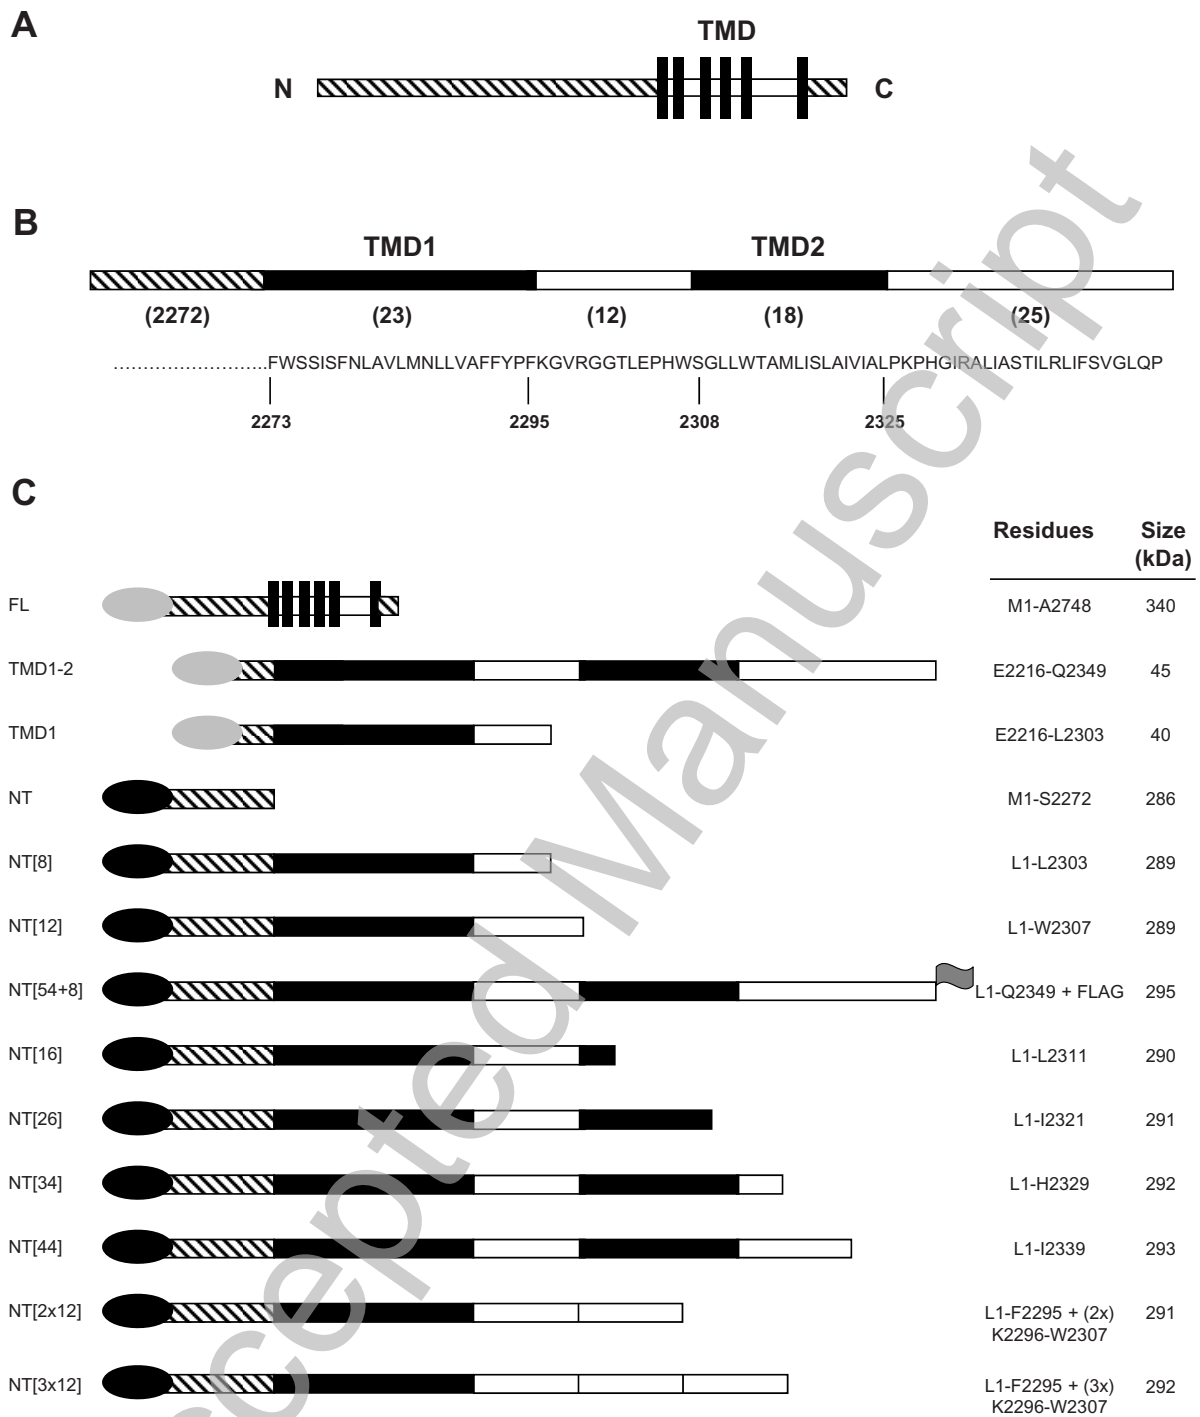 A
TMD
N
C
B
TMD1
TMD2
(2272)
(23)
(12)
(18)
(25)
..........................FWSSISFNLAVLMNLLVAFFYPFKGVRGGTLEPHWSGLLWTAMLISLAIVIALPKPHGIRALIASTILRLIFSVGLQP
2273
2295
2308
2325
C
Residues
Size
(kDa)
FL
M1-A2748
340
TMD1-2
E2216-Q2349
45
TMD1
E2216-L2303
40
NT
M1-S2272
286
NT[8]
L1-L2303
289
NT[12]
L1-W2307
289
NT[54+8]
L1-Q2349 + FLAG
295
NT[16]
L1-L2311
290
NT[26]
L1-I2321
291
NT[34]
L1-H2329
292
NT[44]
L1-I2339
293
NT[2x12]
L1-F2295 + (2x)
K2296-W2307
291
NT[3x12]
L1-F2295 + (3x)
K2296-W2307
292
cepted Manuscript